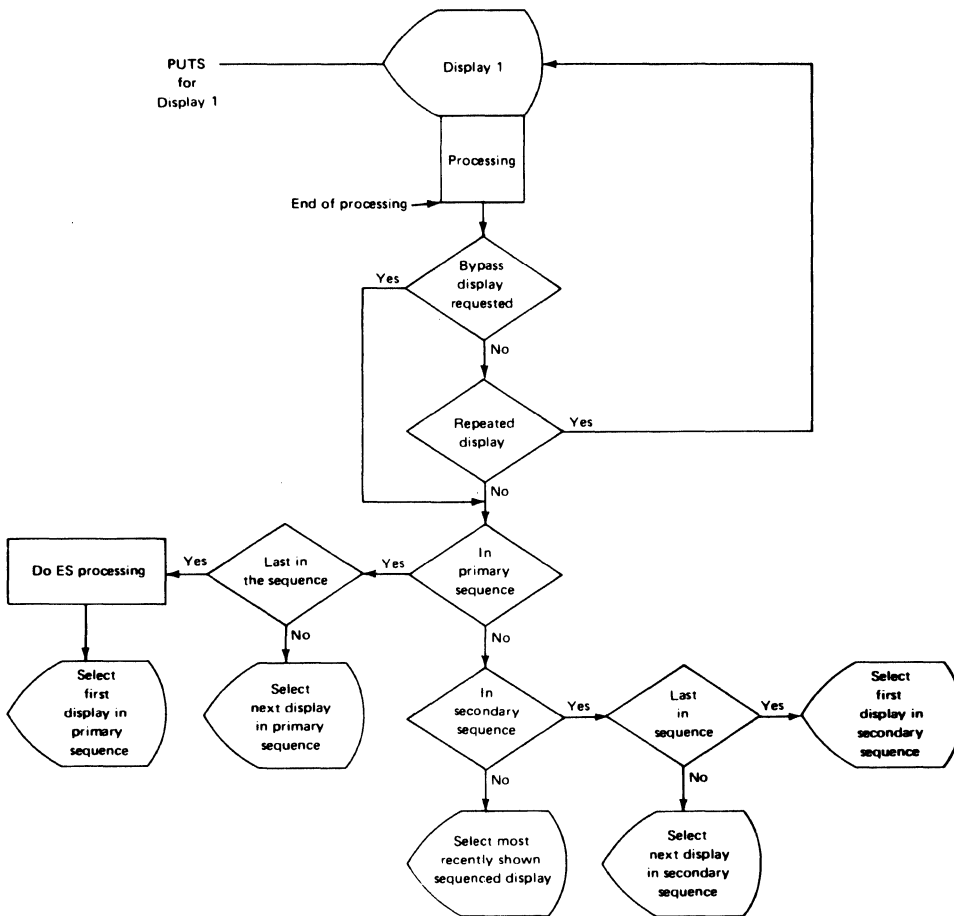 PUTS
for
Display 1
Display 1
Processing
End of processing
Bypass
display
requested
Yes
No
Repeated
display
Yes
No
In
primary
sequence
Yes
Last in
the sequence
Yes
Do ES processing
No
No
Select
first
display in
primary
sequence
Select
next display
in primary
sequence
In
secondary
sequence
Yes
Last
in
sequence
Yes
Select
first
display in
secondary
sequence
No
No
Select most
recently shown
sequenced display
Select
next display
in secondary
sequence